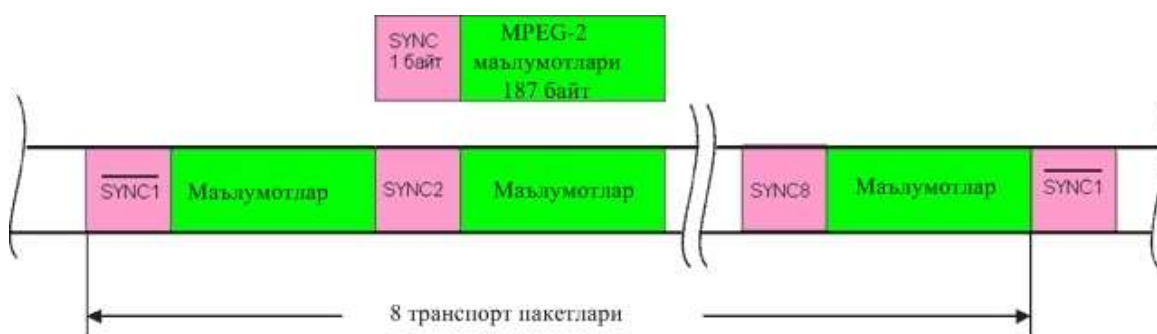 SYNC
1 байт
MPEG-2
маълумотлари
187 байт
SYNC1
Маълумотлар
SYNC2
Маълумотлар
SYNC8
Маълумотлар
SYNC1
8 транспорт пакетлари